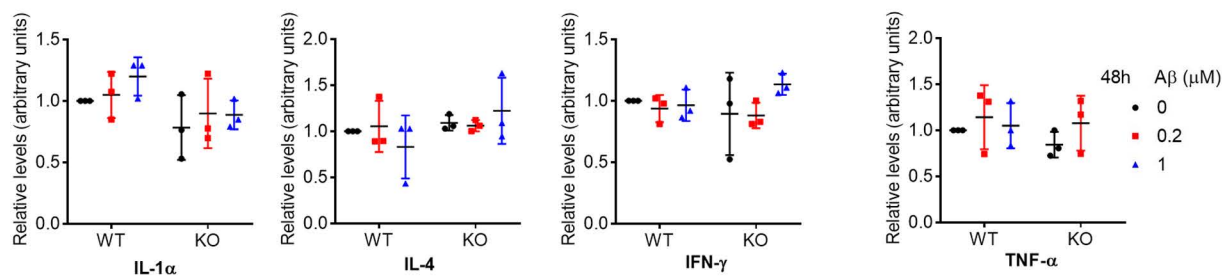 Relative levels (arbitrary units)
1.5
1.0
0.5
0.0
WT
KO
IL-1α
Relative levels (arbitrary units)
2.0
1.5
1.0
0.5
0.0
WT
KO
IL-4
Relative levels (arbitrary units)
1.5
1.0
0.5
0.0
WT
KO
IFN-γ
Relative levels (arbitrary units)
2.0
1.5
1.0
0.5
0.0
WT
KO
TNF-α
48h Aβ (μM)
0
0.2
1